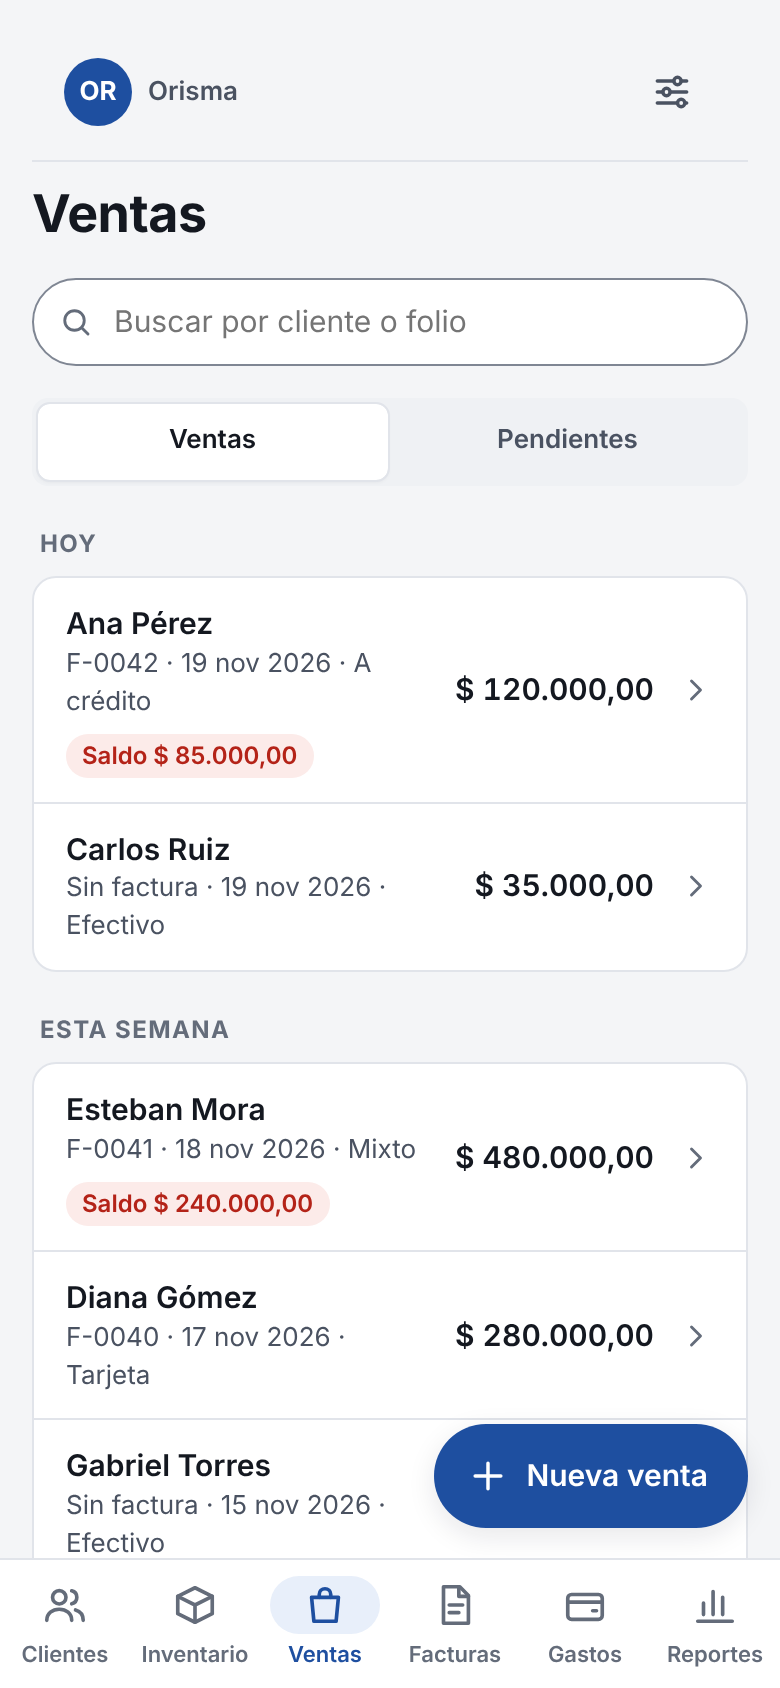 OR Orisma
Ventas
Buscar por cliente o folio
Ventas Pendientes
HOY
Ana Pérez
F-0042 · 19 nov 2026 · A
crédito
$ 120.000,00
Saldo $ 85.000,00
Carlos Ruiz
Sin factura · 19 nov 2026 ·
Efectivo
$ 35.000,00
ESTA SEMANA
Esteban Mora
F-0041 · 18 nov 2026 · Mixto
$ 480.000,00
Saldo $ 240.000,00
Diana Gómez
F-0040 · 17 nov 2026 ·
Tarjeta
$ 280.000,00
Gabriel Torres
Sin factura · 15 nov 2026 ·
Efectivo
Nueva venta
Clientes Inventario Ventas Facturas Gastos Reportes